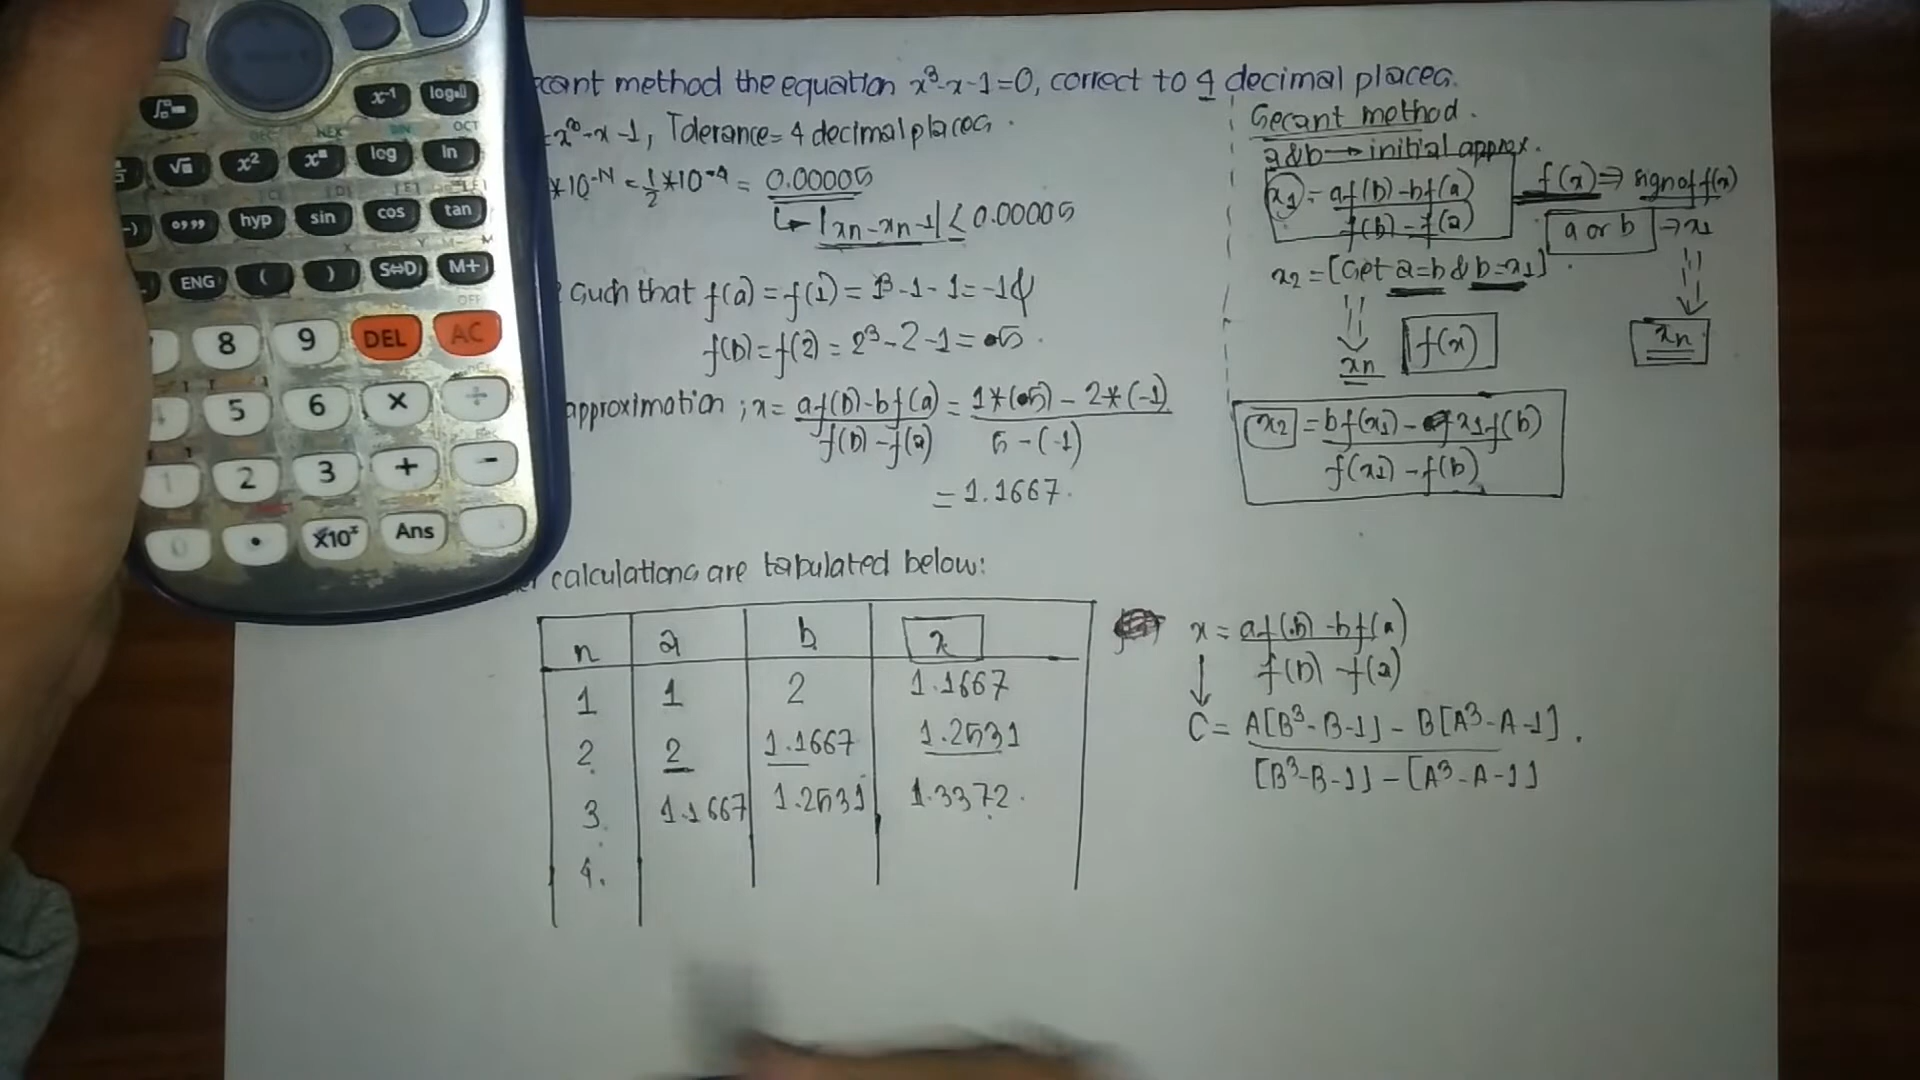 cant method the equation x³-x-1=0, correct to 4 decimal places.
=x³-x-1, Tolerance=4 decimal places.
*10^-N = 1/2*10^-4 = 0.00005
↳ |xn-xn-1| < 0.00005
such that f(a)=f(1)=1³-1-1=-1
f(b)=f(2)=2³-2-1=5.
approximation; x= af(b)-bf(a) / f(b)-f(a) = 1*(5)-2*(-1) / 5-(-1)
=1.1667.
calculations are tabulated below:
n a b x
1 1 2 1.1667
2. 2 1.1667 1.2531
3. 1.1667 1.2531 1.3372.
4.
Secant method.
a&b→initial approx.
x1= af(b)-bf(a) / f(b)-f(a)
f(x)⇒ sign of f(x)
a or b →x1
x2=[Get a=b & b=x1].
xn
f(x)
xn
x2 = bf(x1)-x1f(b) / f(x1)-f(b)
x= af(b)-bf(a) / f(b)-f(a)
↓
C= A[B³-B-1]-B[A³-A-1] / [B³-B-1]-[A³-A-1].
x⁻¹
OCT
√■ x² x■ log ln
°,,, hyp sin cos tan
ENG ( ) S⇔D M+
OFF
8 9 DEL AC
5 6 × ÷
1 2 3 + -
0 • ×10ˣ Ans